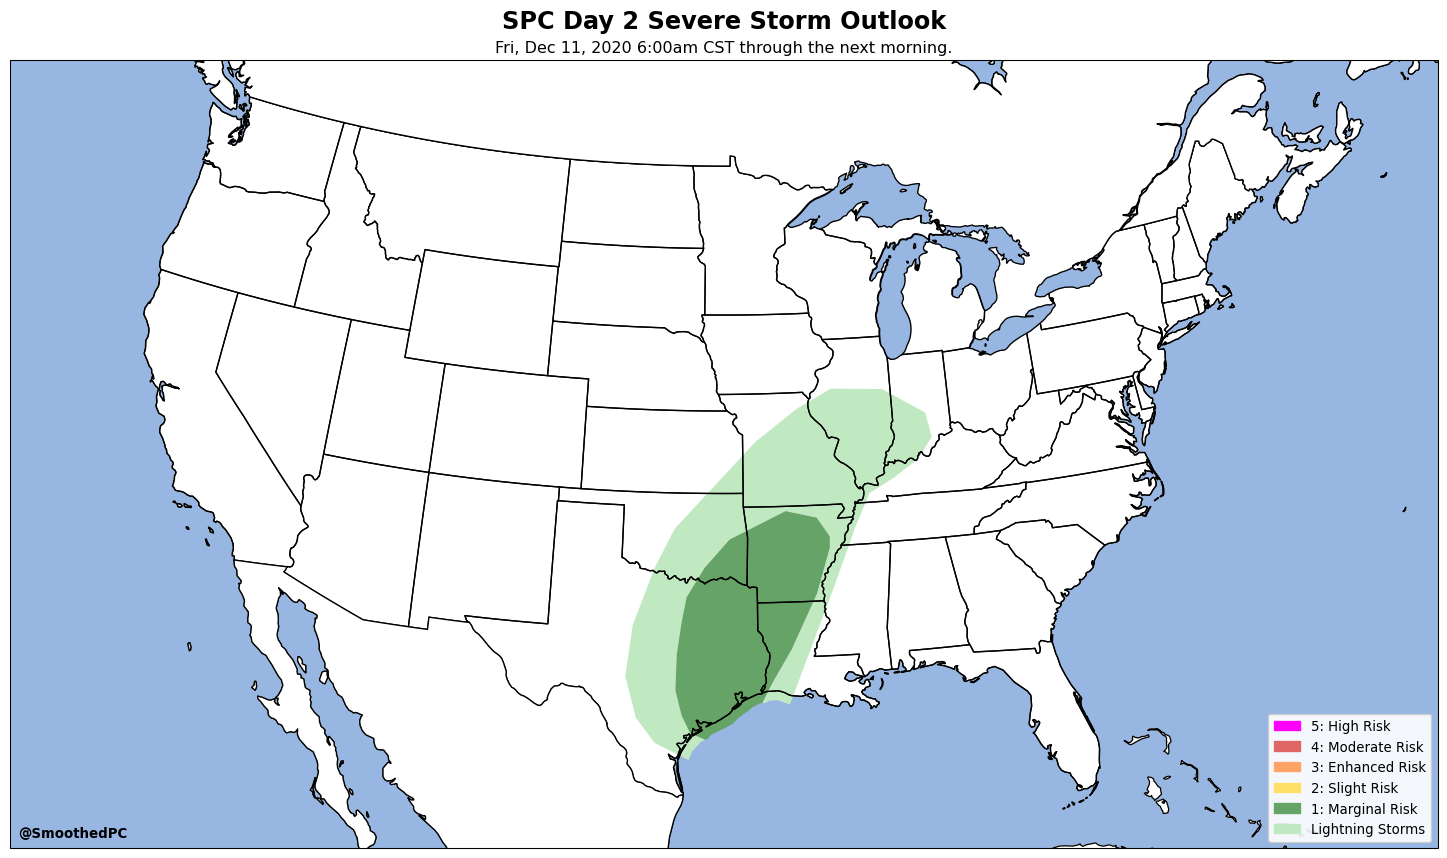 SPC Day 2 Severe Storm Outlook
Fri, Dec 11, 2020 6:00am CST through the next morning.
5: High Risk
4: Moderate Risk
3: Enhanced Risk
2: Slight Risk
1: Marginal Risk
Lightning Storms
@SmoothedPC